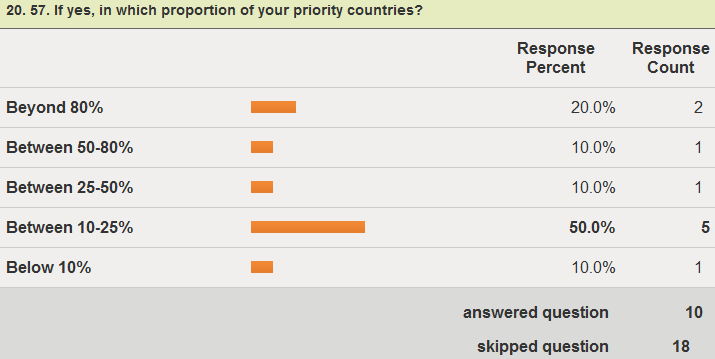 20. 57. If yes, in which proportion of your priority countries?
Response Percent Response Count
Beyond 80% 20.0% 2
Between 50-80% 10.0% 1
Between 25-50% 10.0% 1
Between 10-25% 50.0% 5
Below 10% 10.0% 1
answered question 10
skipped question 18